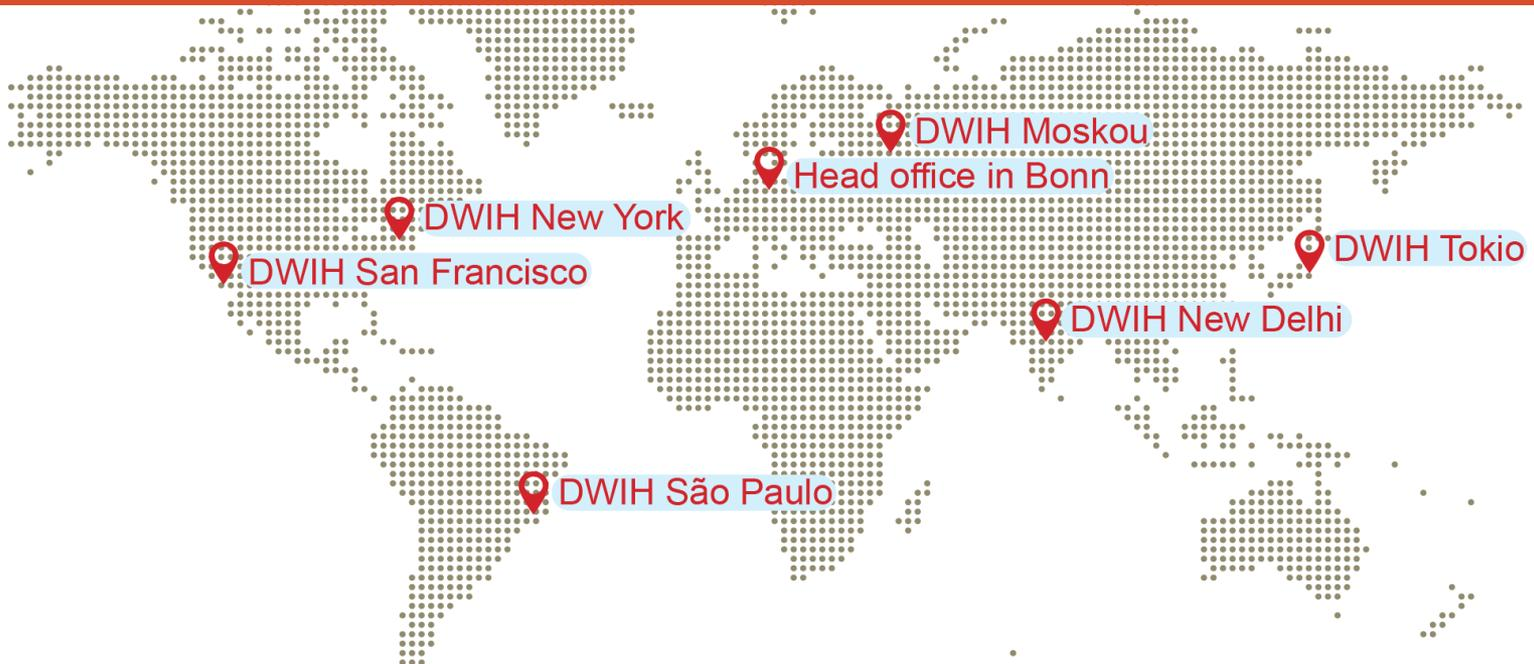 DWIH Moskou
Head office in Bonn
DWIH New York
DWIH Tokio
DWIH San Francisco
DWIH New Delhi
DWIH São Paulo